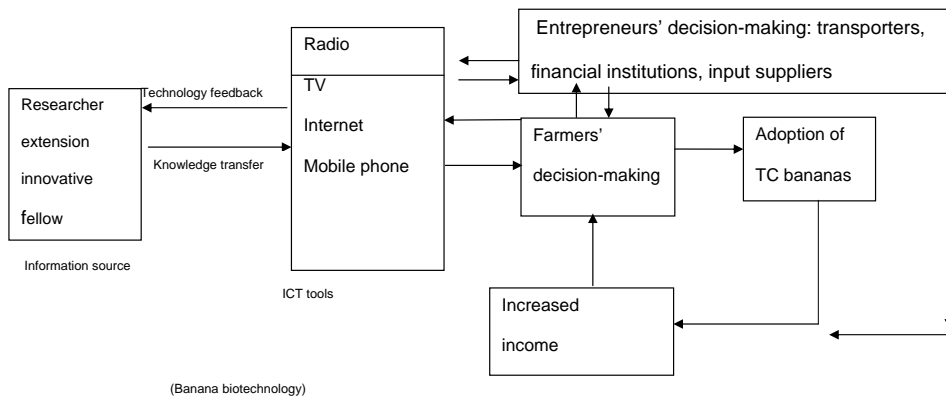 Entrepreneurs’ decision-making: transporters,
financial institutions, input suppliers
Radio
TV
Internet
Mobile phone
Technology feedback
Knowledge transfer
Researcher
extension
innovative
fellow
Information source
ICT tools
Farmers’
decision-making
Adoption of
TC bananas
Increased
income
(Banana biotechnology)